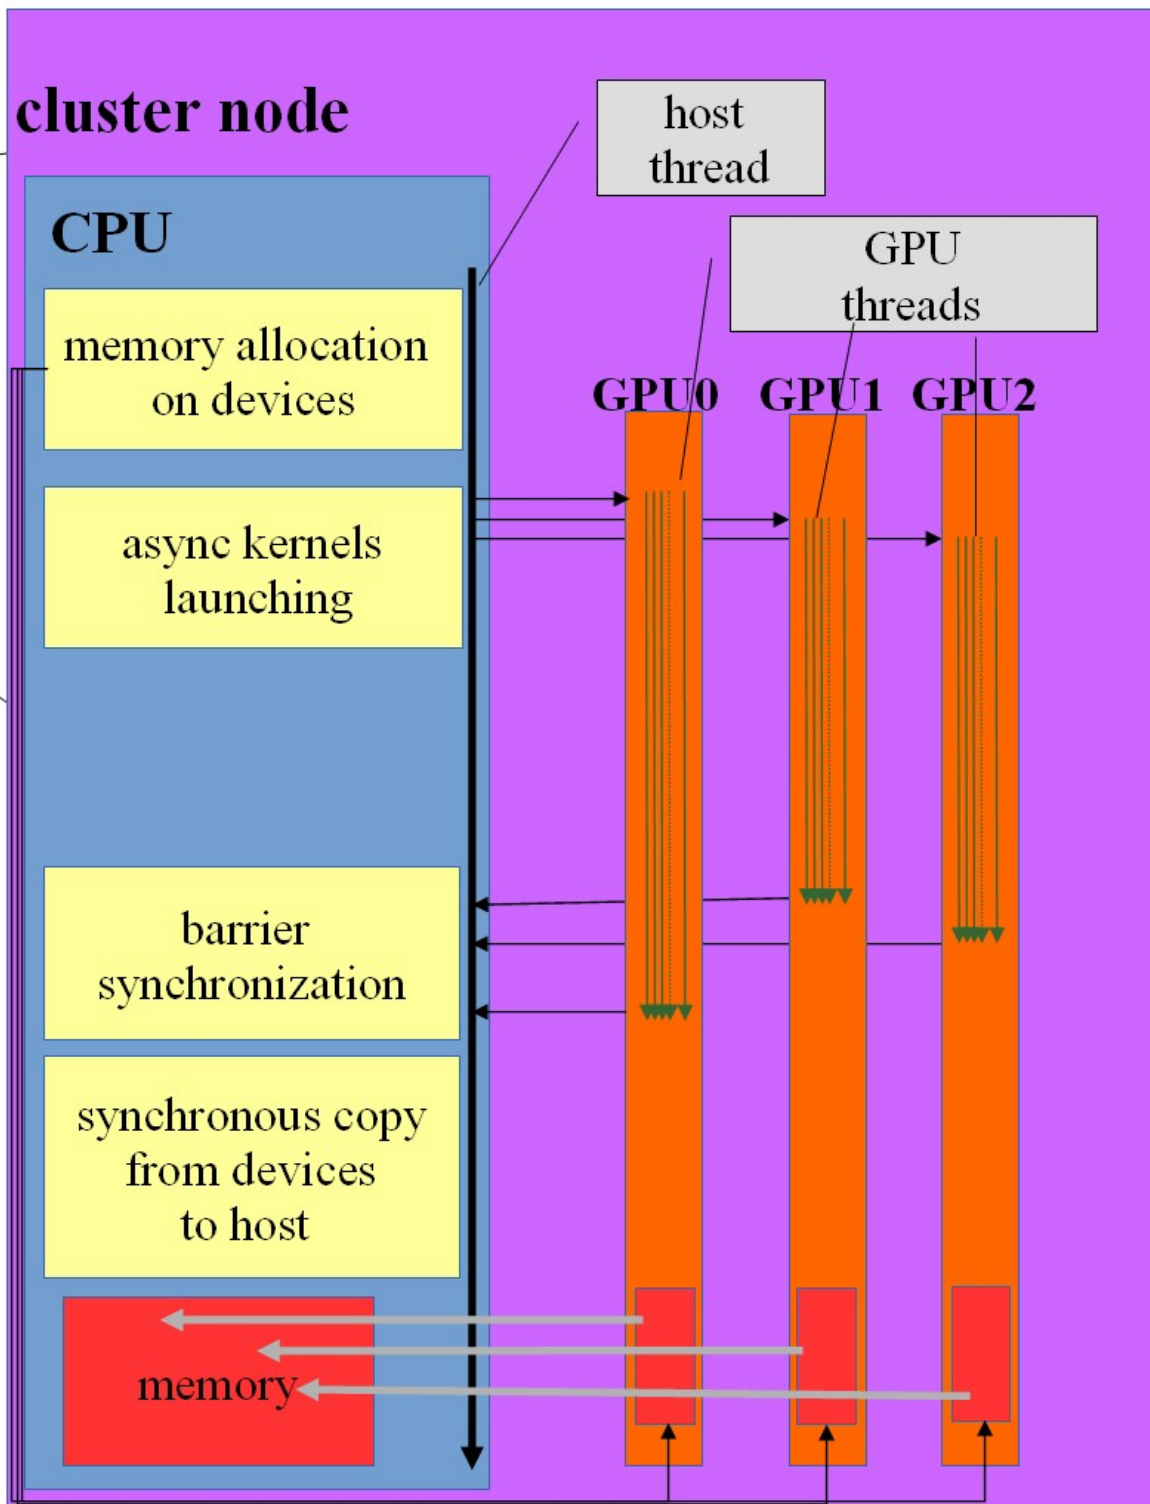 cluster node
host
thread
CPU
GPU
threads
memory allocation
on devices
GPU0 GPU1 GPU2
async kernels
launching
barrier
synchronization
synchronous copy
from devices
to host
memory